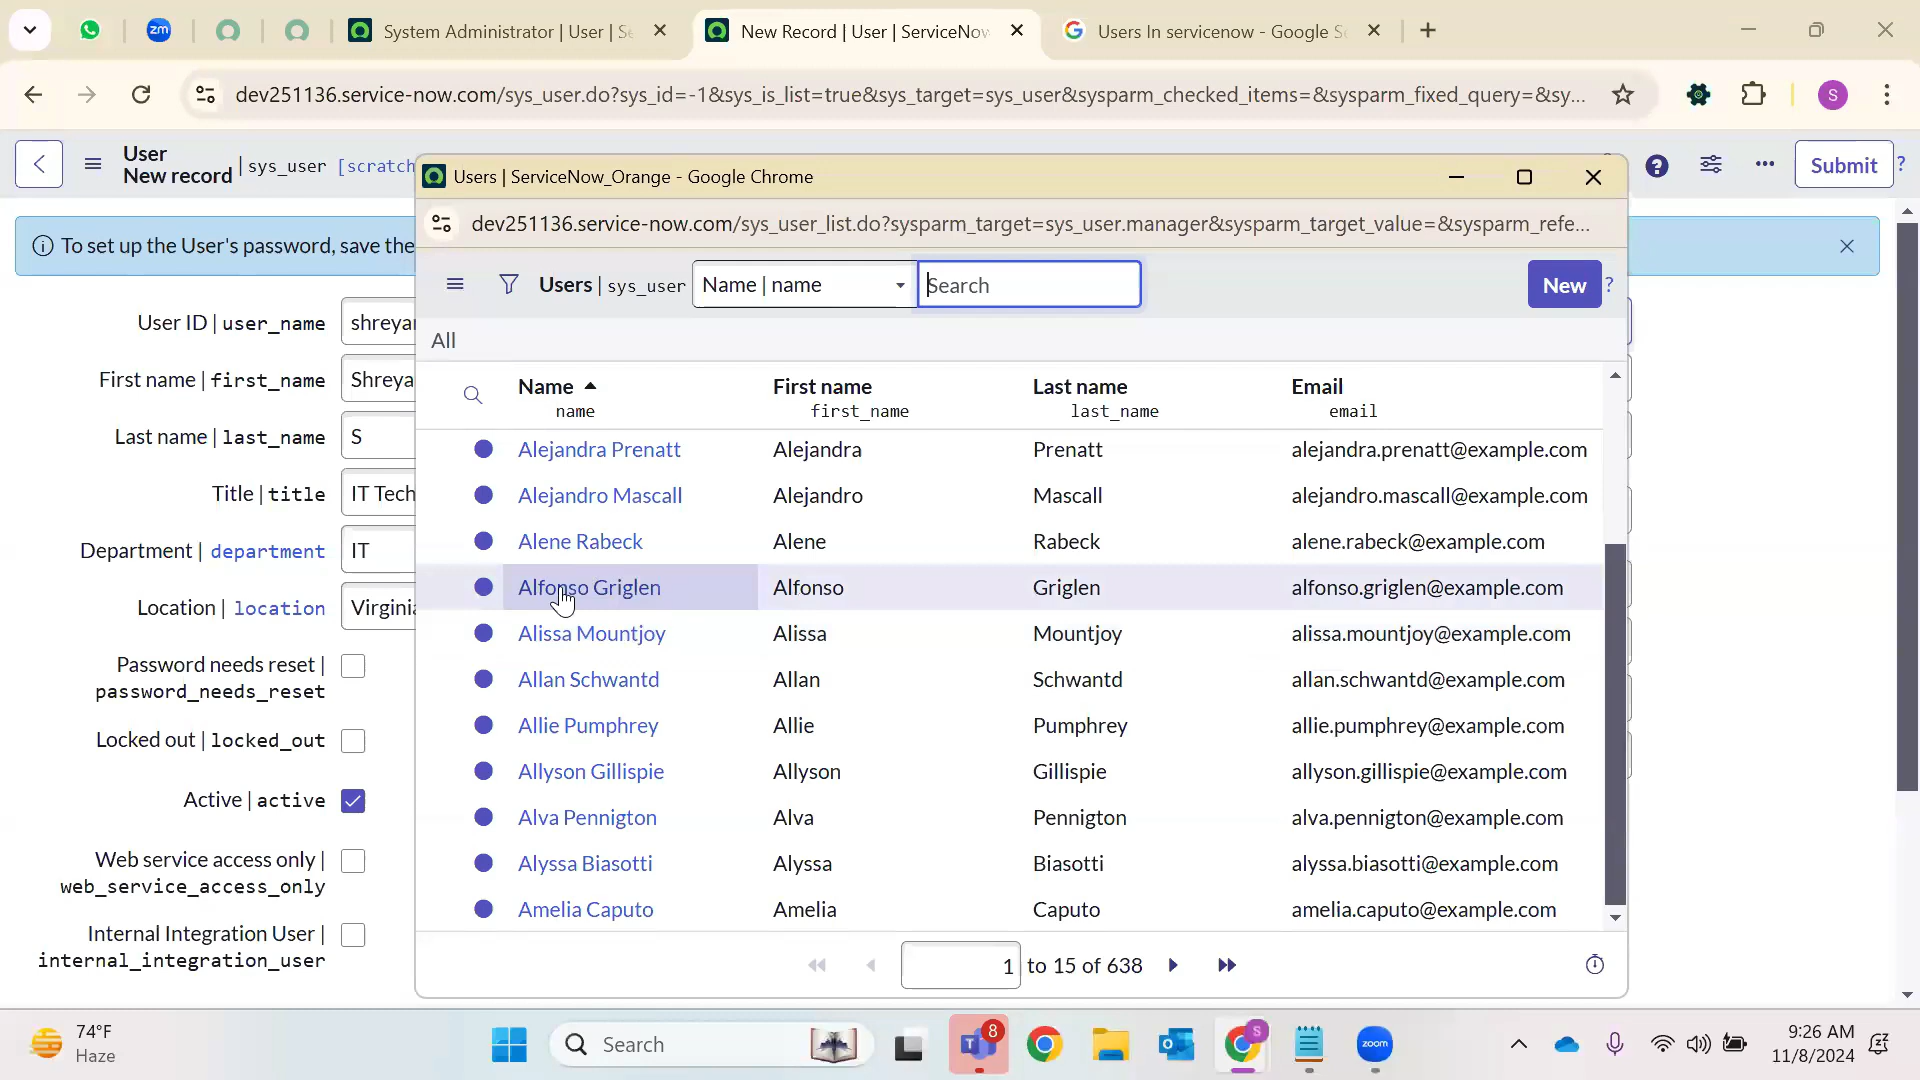 System Administrator | User | Se
New Record | User | ServiceNow
Users In servicenow - Google Se
dev251136.service-now.com/sys_user.do?sys_id=-1&sys_is_list=true&sys_target=sys_user&sysparm_checked_items=&sysparm_fixed_query=&sy...
S
User
New record | sys_user [scratch
Submit
?
To set up the User's password, save the
User ID | user_name
shreya
First name | first_name
Shreya
Last name | last_name
S
Title | title
IT Tech
Department | department
IT
Location | location
Virginia
Password needs reset |
password_needs_reset
Locked out | locked_out
Active | active
Web service access only |
web_service_access_only
Internal Integration User |
internal_integration_user
Users | ServiceNow_Orange - Google Chrome
dev251136.service-now.com/sys_user_list.do?sysparm_target=sys_user.manager&sysparm_target_value=&sysparm_refe...
Users | sys_user
Name | name
Search
New
?
All
Name First name Last name Email
name first_name last_name email
Alejandra Prenatt Alejandra Prenatt alejandra.prenatt@example.com
Alejandro Mascall Alejandro Mascall alejandro.mascall@example.com
Alene Rabeck Alene Rabeck alene.rabeck@example.com
Alfonso Griglen Alfonso Griglen alfonso.griglen@example.com
Alissa Mountjoy Alissa Mountjoy alissa.mountjoy@example.com
Allan Schwantd Allan Schwantd allan.schwantd@example.com
Allie Pumphrey Allie Pumphrey allie.pumphrey@example.com
Allyson Gillispie Allyson Gillispie allyson.gillispie@example.com
Alva Pennigton Alva Pennigton alva.pennigton@example.com
Alyssa Biasotti Alyssa Biasotti alyssa.biasotti@example.com
Amelia Caputo Amelia Caputo amelia.caputo@example.com
1 to 15 of 638
74°F
Haze
Search
8
S
zoom
9:26 AM
11/8/2024